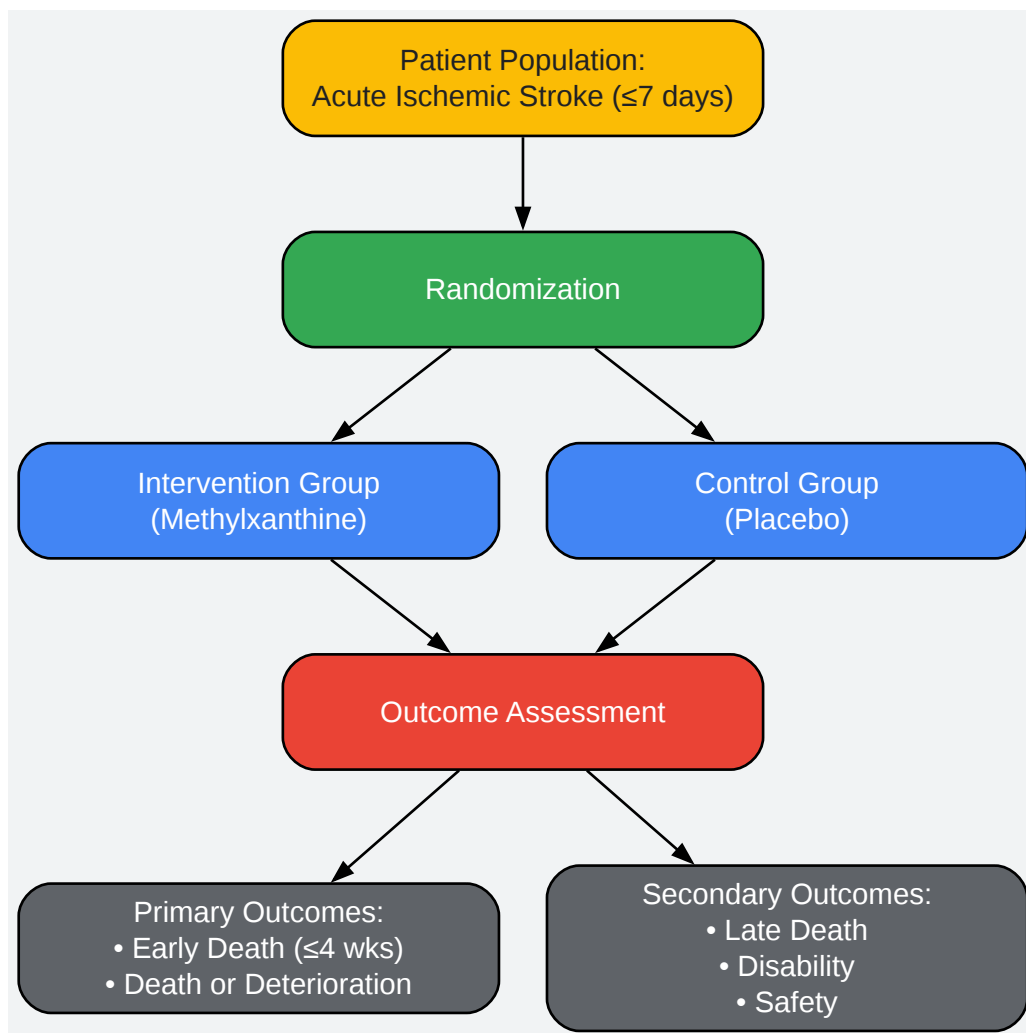 Patient Population:
Acute Ischemic Stroke (≤7 days)
Randomization
Intervention Group
(Methylxanthine)
Control Group
(Placebo)
Outcome Assessment
Primary Outcomes:
• Early Death (≤4 wks)
• Death or Deterioration
Secondary Outcomes:
• Late Death
• Disability
• Safety